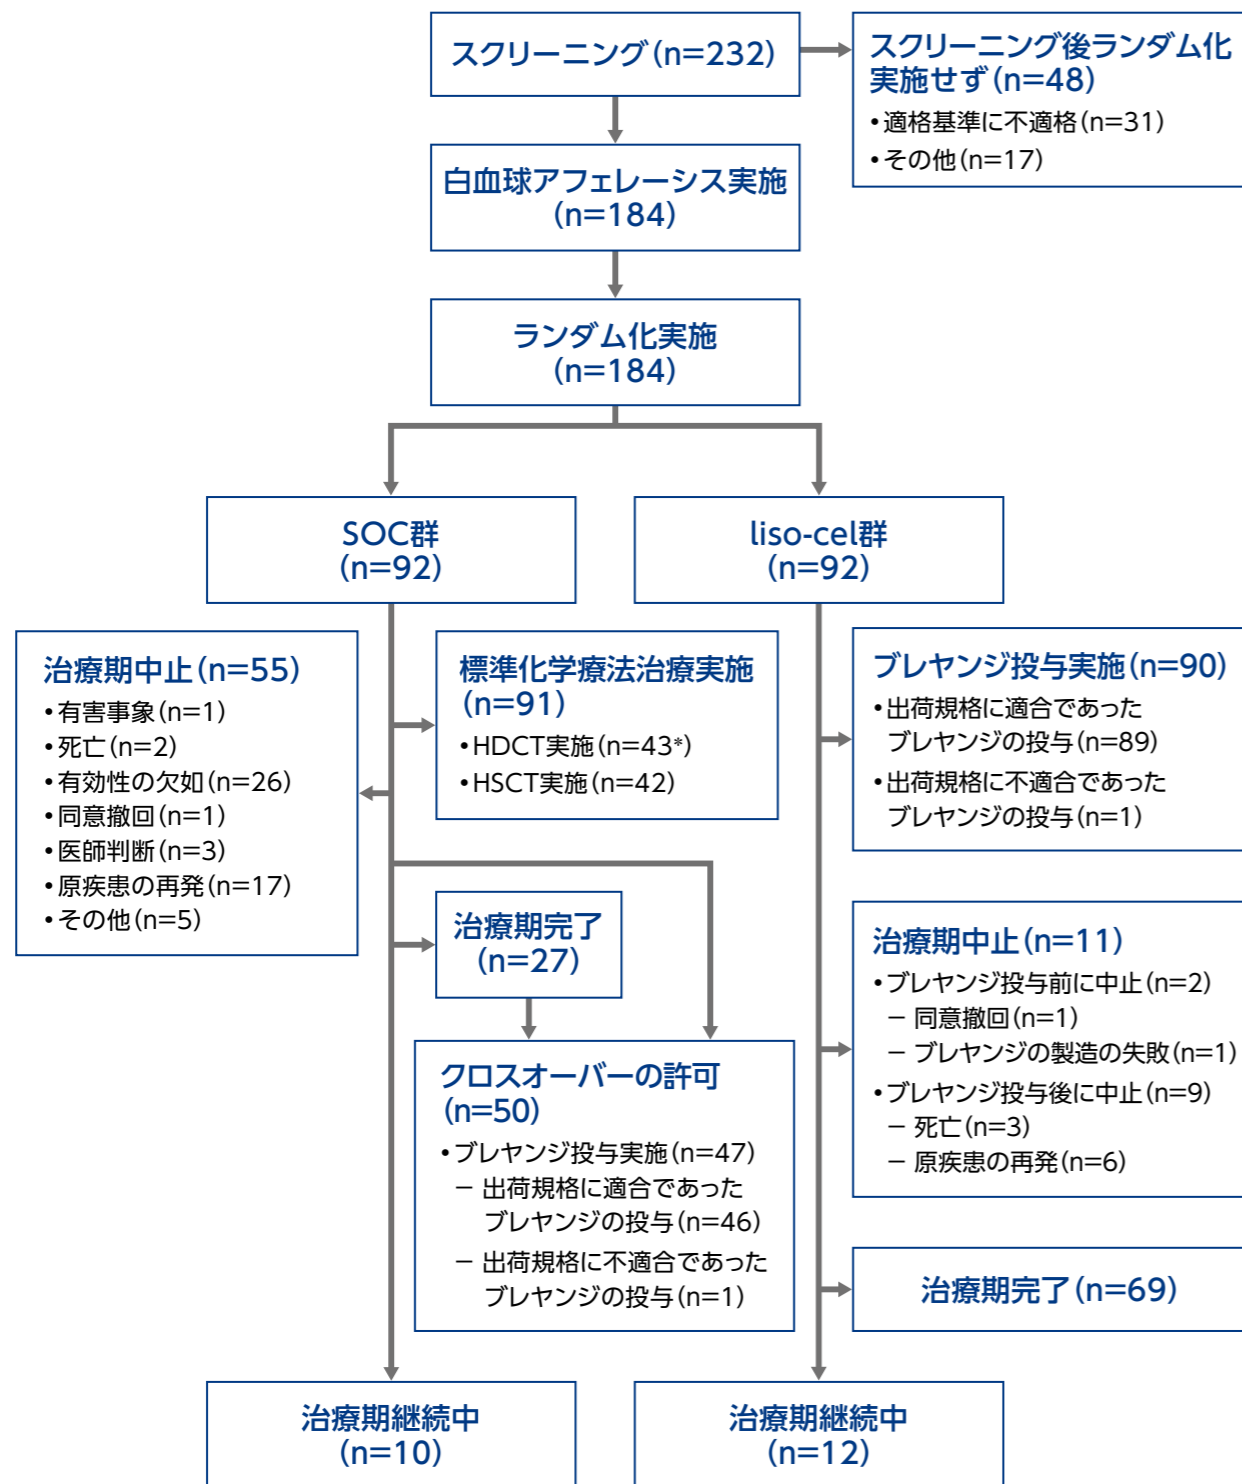 スクリーニング(n=232)
スクリーニング後ランダム化
実施せず(n=48)
•適格基準に不適格(n=31)
•その他(n=17)
白血球アフェレーシス実施
(n=184)
ランダム化実施
(n=184)
SOC群
(n=92)
liso-cel群
(n=92)
治療期中止(n=55)
•有害事象(n=1)
•死亡(n=2)
•有効性の欠如(n=26)
•同意撤回(n=1)
•医師判断(n=3)
•原疾患の再発(n=17)
•その他(n=5)
標準化学療法治療実施
(n=91)
•HDCT実施(n=43*)
•HSCT実施(n=42)
ブレヤンジ投与実施(n=90)
•出荷規格に適合であった
ブレヤンジの投与(n=89)
•出荷規格に不適合であった
ブレヤンジの投与(n=1)
治療期完了
(n=27)
クロスオーバーの許可
(n=50)
•ブレヤンジ投与実施(n=47)
− 出荷規格に適合であった
ブレヤンジの投与(n=46)
− 出荷規格に不適合であった
ブレヤンジの投与(n=1)
治療期中止(n=11)
•ブレヤンジ投与前に中止(n=2)
− 同意撤回(n=1)
− ブレヤンジの製造の失敗(n=1)
•ブレヤンジ投与後に中止(n=9)
− 死亡(n=3)
− 原疾患の再発(n=6)
治療期完了(n=69)
治療期継続中
(n=10)
治療期継続中
(n=12)